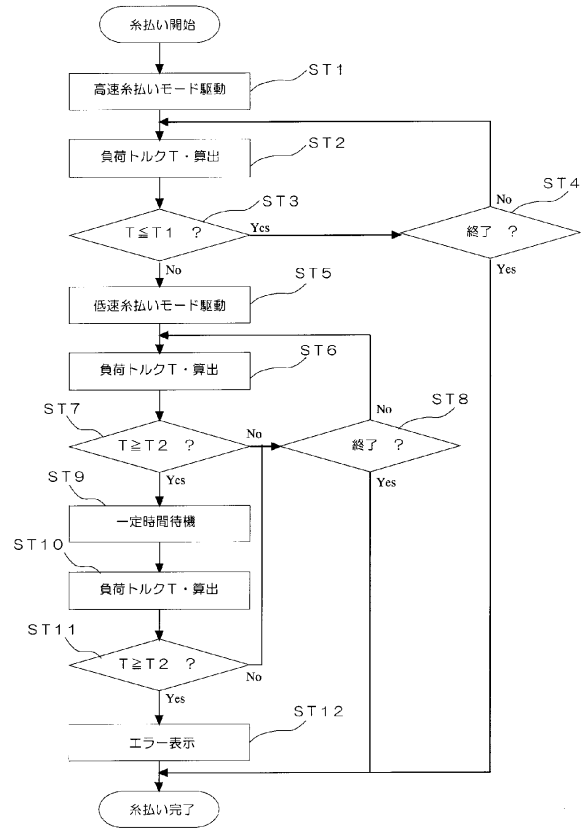 糸払い開始
ST1
高速糸払いモード駆動
ST2
負荷トルクT・算出
ST3
T≦T1 ?
Yes
No
ST4
終了 ?
No
Yes
ST5
低速糸払いモード駆動
ST6
負荷トルクT・算出
ST7
T≧T2 ?
No
Yes
ST8
終了 ?
No
Yes
ST9
一定時間待機
ST10
負荷トルクT・算出
ST11
T≧T2 ?
No
Yes
ST12
エラー表示
糸払い完了